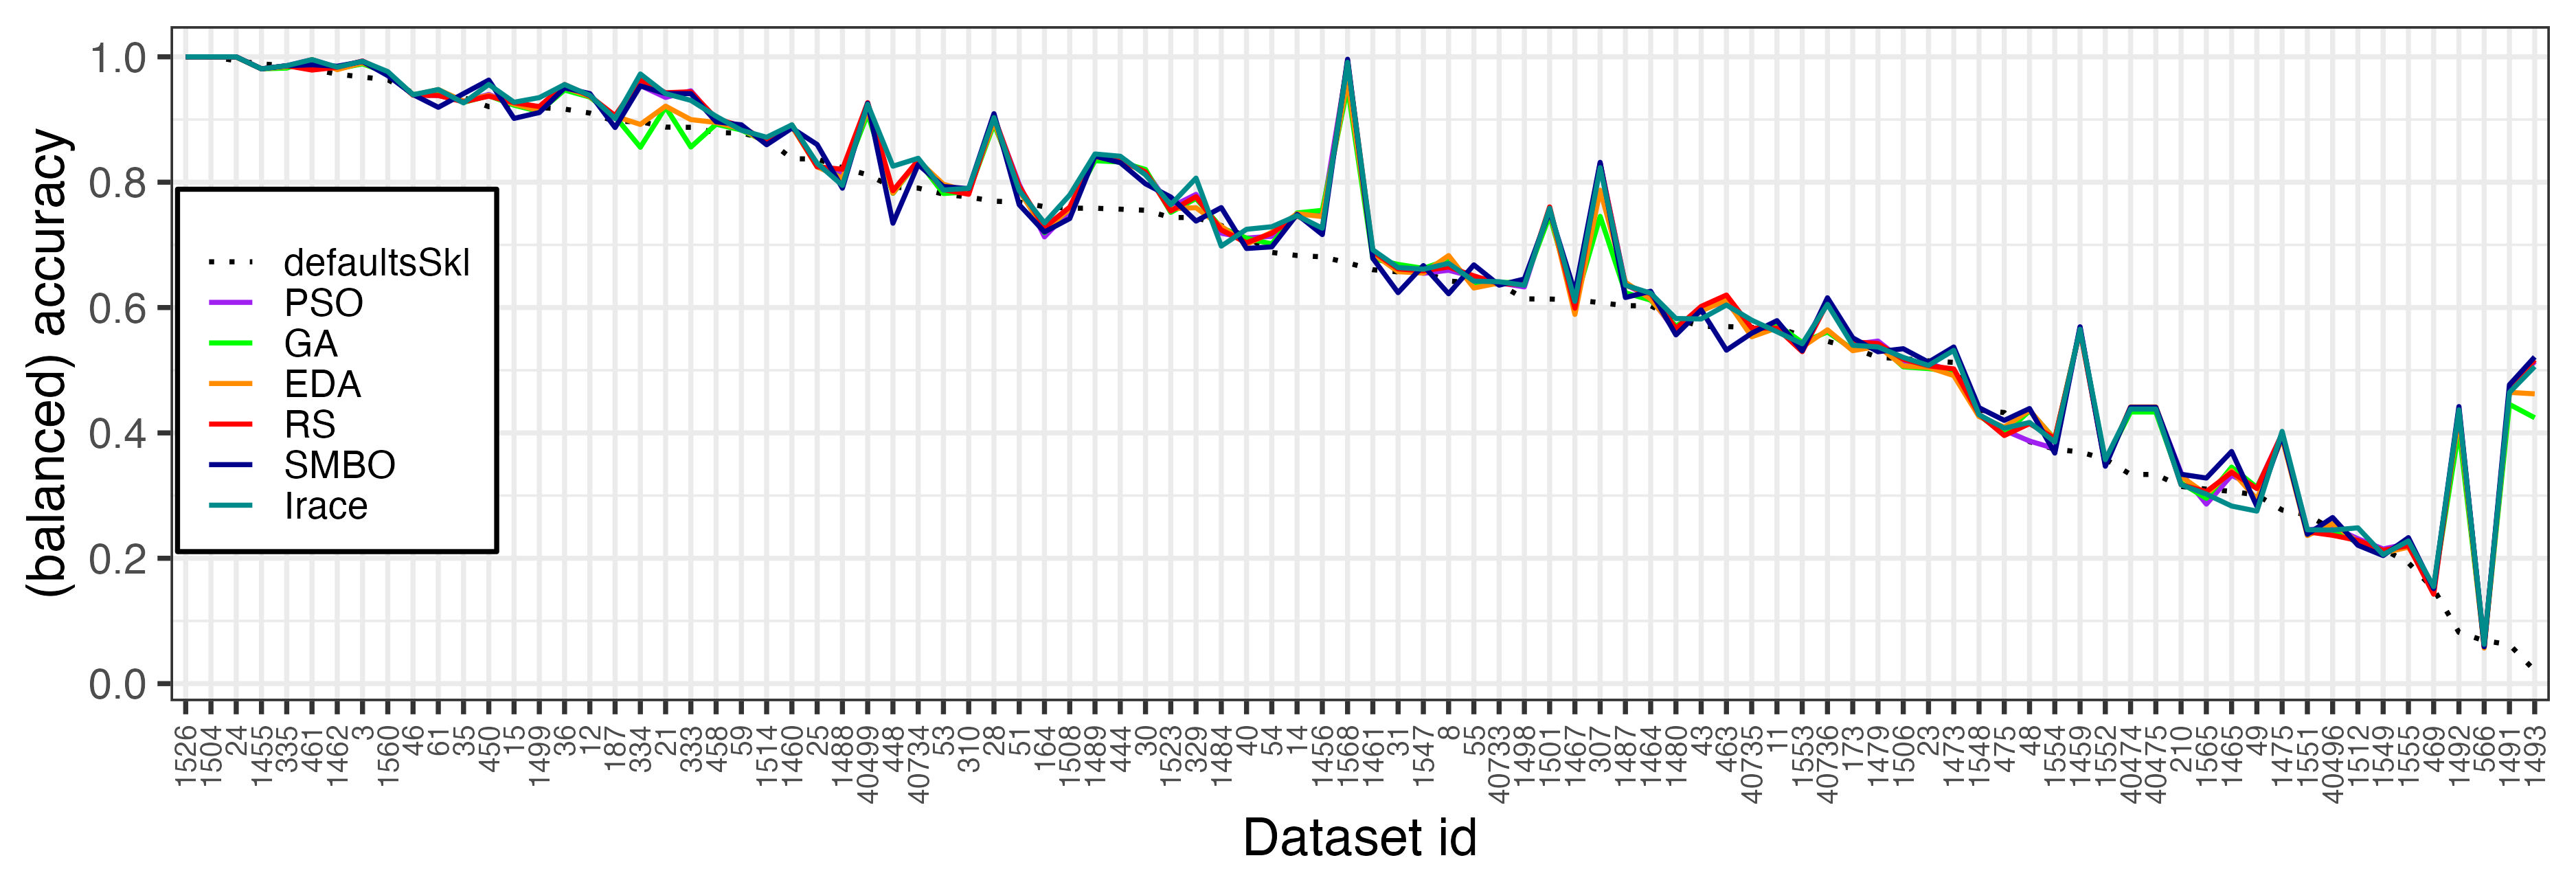 (balanced) accuracy
1.0
0.8
0.6
0.4
0.2
0.0
defaultsSkl
PSO
GA
EDA
RS
SMBO
Irace
1526 1504 24 1455 3335 461 1462 3 1560 46 61 35 450 15 1499 36 12 187 334 21 333 458 59 1514 1460 25 1488 40499 448 40734 53 310 28 51 164 1508 1489 444 30 1523 329 1484 40 54 14 1456 1568 1461 31 1547 8 55 40733 1498 1501 1467 307 1487 1464 1480 43 463 40735 11 1553 40736 173 1479 1506 23 1473 1548 475 48 1554 1459 1552 40474 40475 210 1565 1465 49 1475 1551 40496 1512 1549 1555 469 1492 566 1491 1493
Dataset id